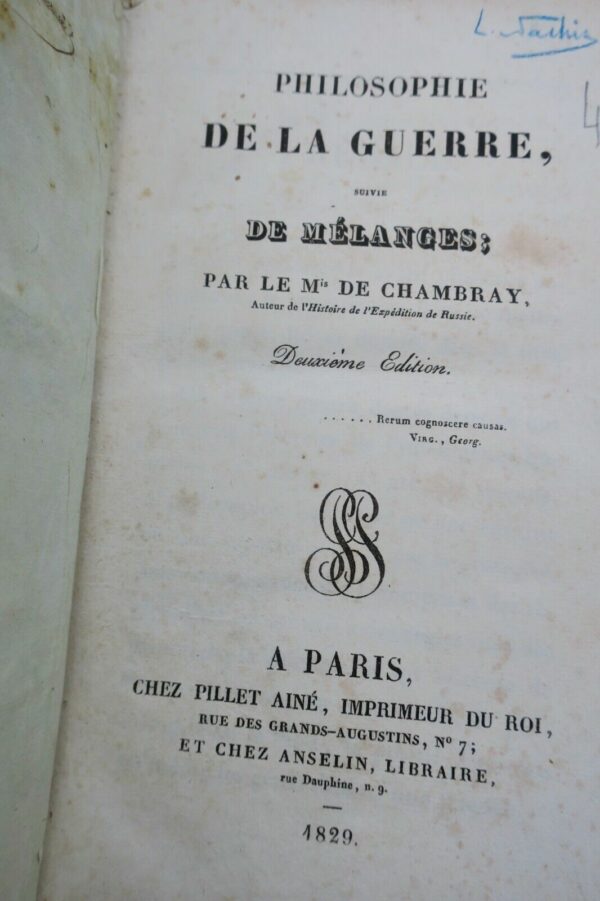 PHILOSOPHIE
DE LA GUERRE,
SUIVIE
DE MÉLANGES;
PAR LE Mis DE CHAMBRAY,
Auteur de l'Histoire de l'Expédition de Russie.
Deuxième Edition.
. . . . . . Rerum cognoscere causas.
VIRG., Georg.
A PARIS,
CHEZ PILLET AINÉ, IMPRIMEUR DU ROI,
RUE DES GRANDS-AUGUSTINS, No 7;
ET CHEZ ANSELIN, LIBRAIRE,
rue Dauphine, n. 9.
1829.